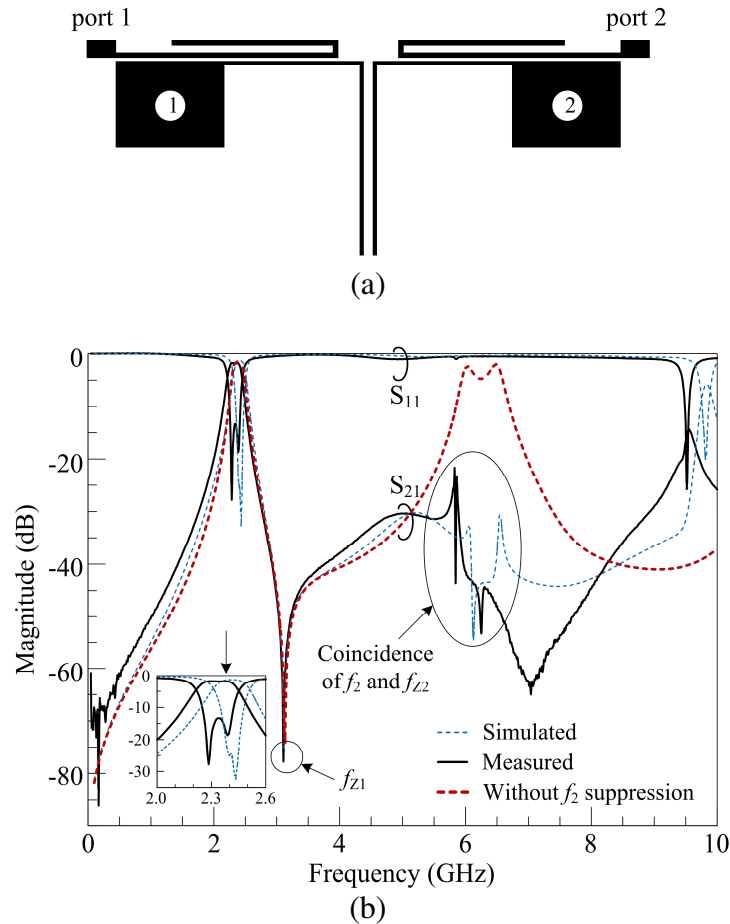 port 1
port 2
1
2
(a)
0
-20
-40
-60
-80
Magnitude (dB)
S11
S21
Coincidence
of f2 and fZ2
0
-10
-20
-30
2.0
2.3
2.6
fZ1
Simulated
Measured
Without f2 suppression
0
2
4
6
8
10
Frequency (GHz)
(b)